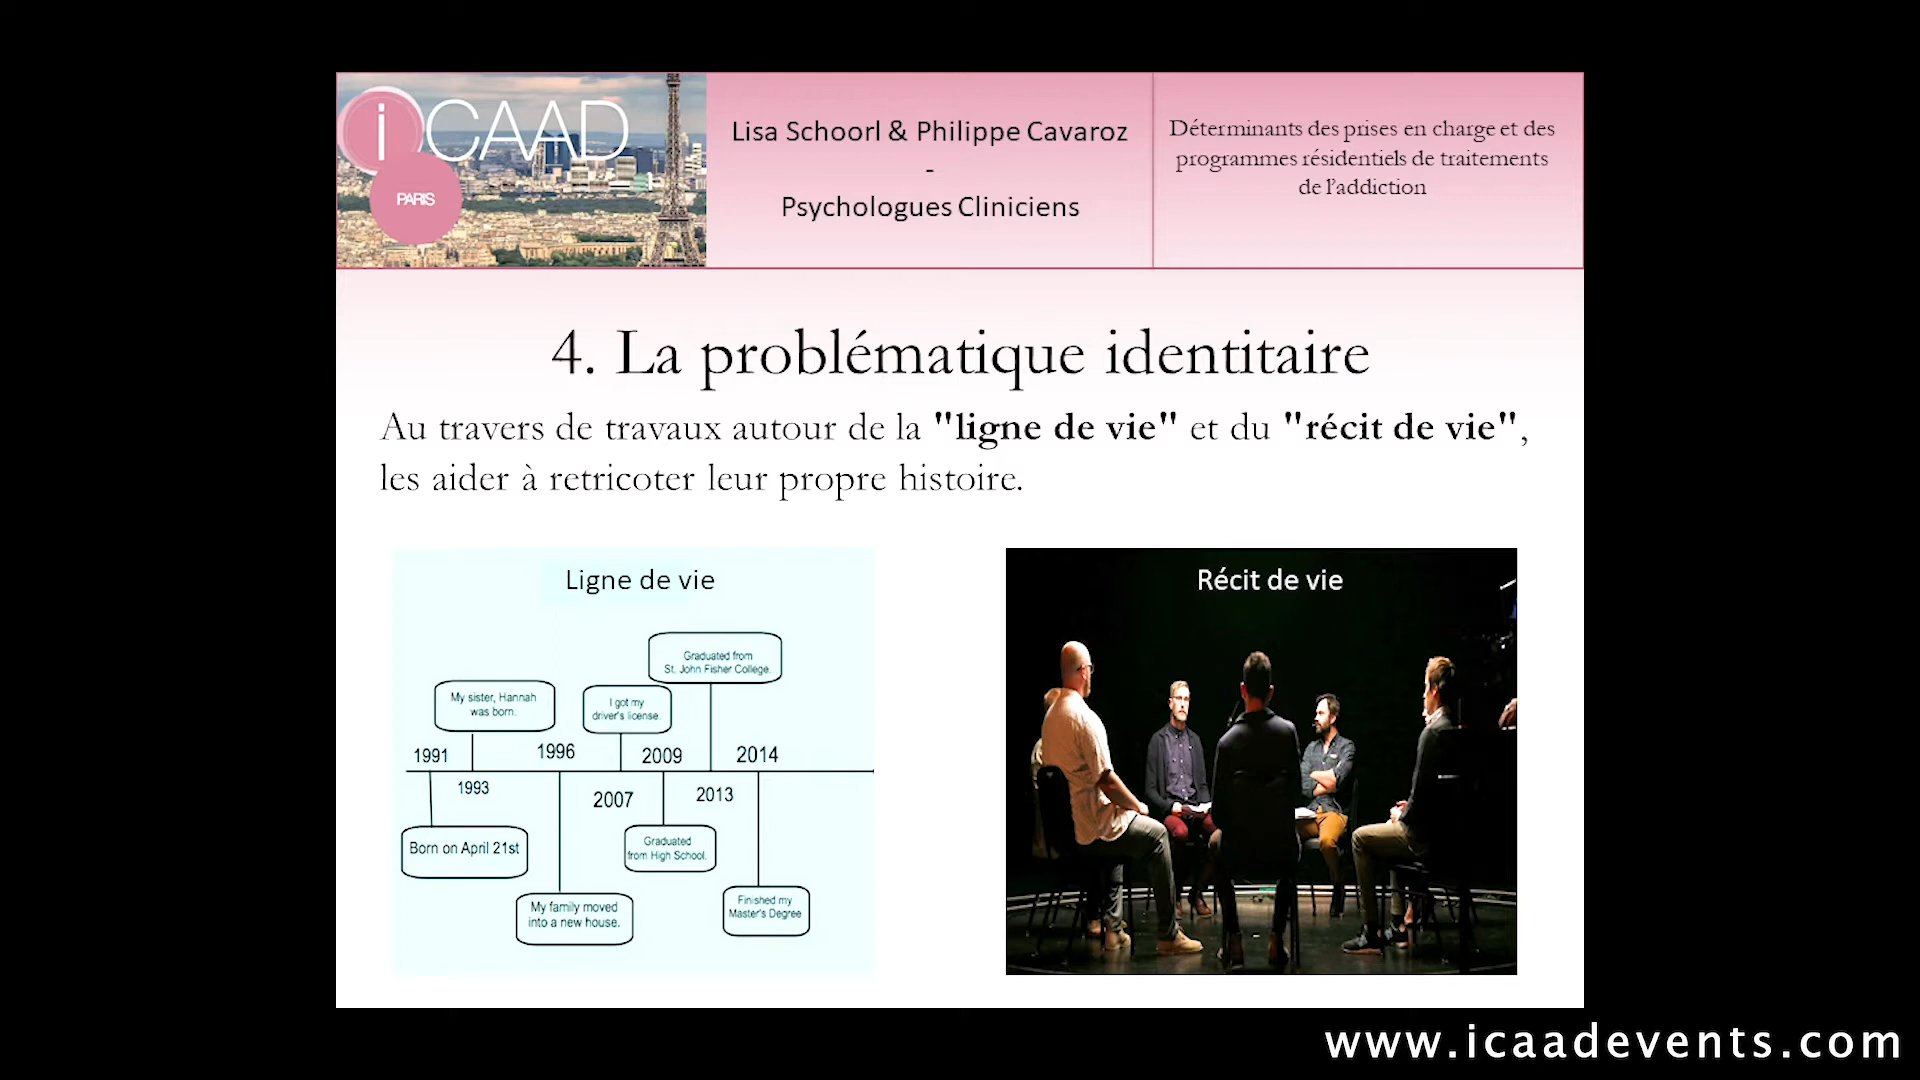 iCAAD
PARIS
Lisa Schoorl & Philippe Cavaroz
-
Psychologues Cliniciens
Déterminants des prises en charge et des
programmes résidentiels de traitements
de l'addiction
4. La problématique identitaire
Au travers de travaux autour de la "ligne de vie" et du "récit de vie",
les aider à retricoter leur propre histoire.
Ligne de vie
Graduated from
St. John Fisher College.
My sister, Hannah
was born.
I got my
driver's license.
1991
1996
2009
2014
1993
2007
2013
Born on April 21st
Graduated
from High School.
My family moved
into a new house.
Finished my
Master's Degree
Récit de vie
www.icaadevents.com